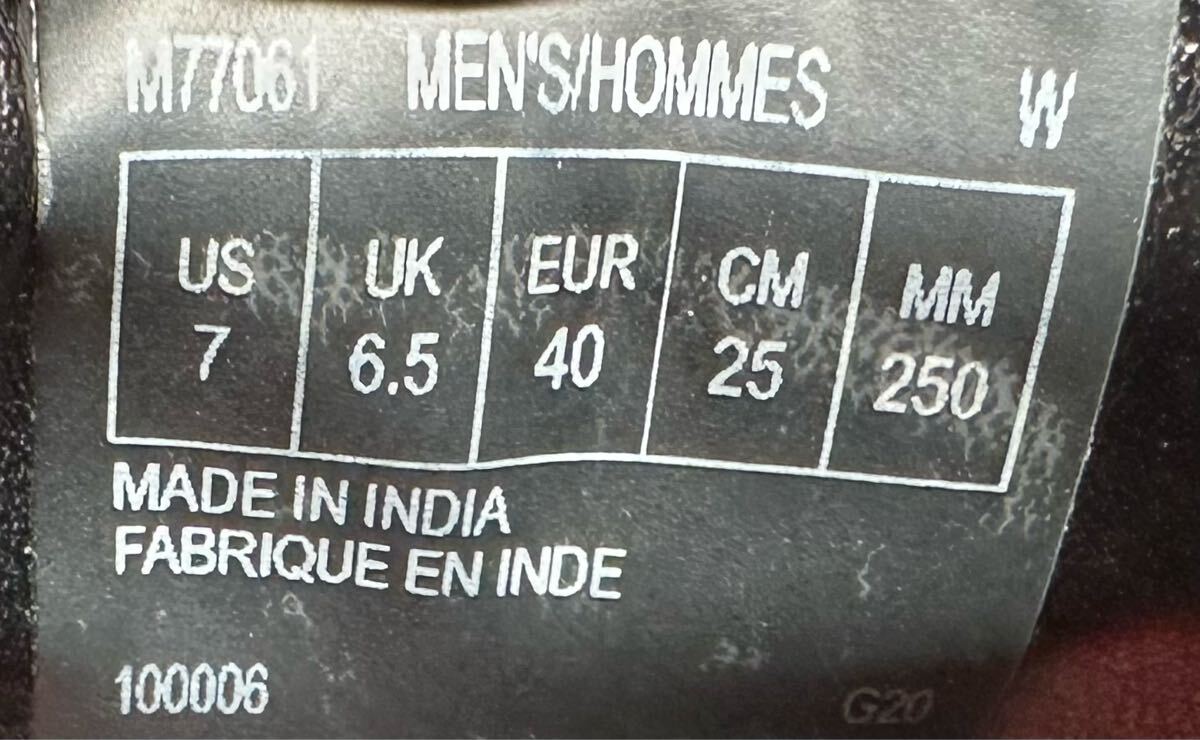 M77061 MEN'S/HOMMES W
US UK EUR CM MM
7 6.5 40 25 250
MADE IN INDIA
FABRIQUE EN INDE
100006 G20